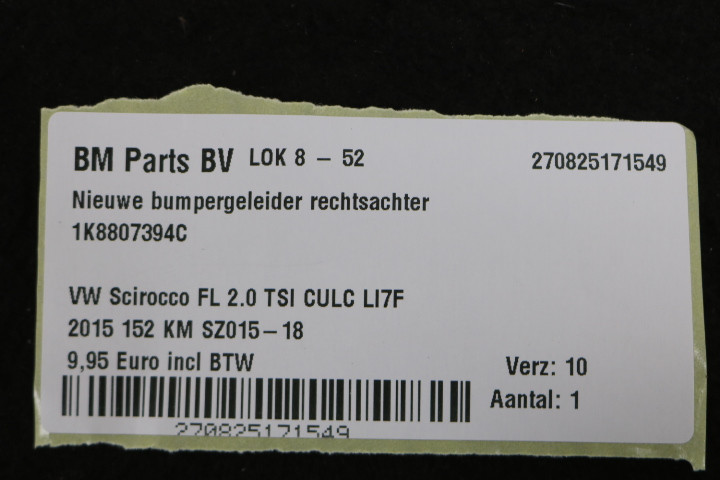 BM Parts BV LOK 8 - 52 270825171549
Nieuwe bumpergeleider rechtsachter
1K8807394C
VW Scirocco FL 2.0 TSI CULC LI7F
2015 152 KM SZ015-18
9,95 Euro incl BTW Verz: 10
Aantal: 1
270825171549